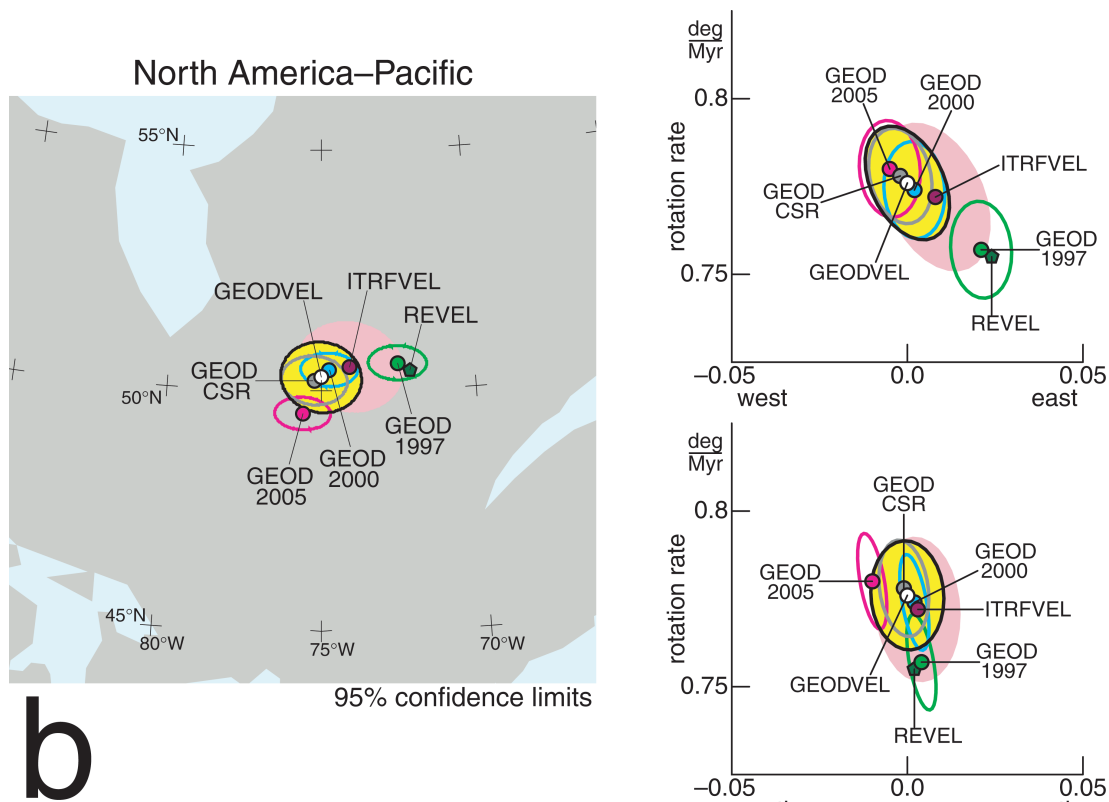 North America–Pacific
55°N
GEODVEL
ITRFVEL
REVEL
GEOD
CSR
50°N
GEOD
1997
GEOD
2000
GEOD
2005
45°N
80°W
75°W
70°W
95% confidence limits
b
deg
Myr
0.8
0.75
rotation rate
GEOD
2005
GEOD
2000
ITRFVEL
GEOD
CSR
GEODVEL
GEOD
1997
REVEL
−0.05
0.0
0.05
west
east
deg
Myr
0.8
0.75
rotation rate
GEOD
CSR
GEOD
2005
GEOD
2000
ITRFVEL
GEOD
1997
GEODVEL
REVEL
−0.05
0.0
0.05